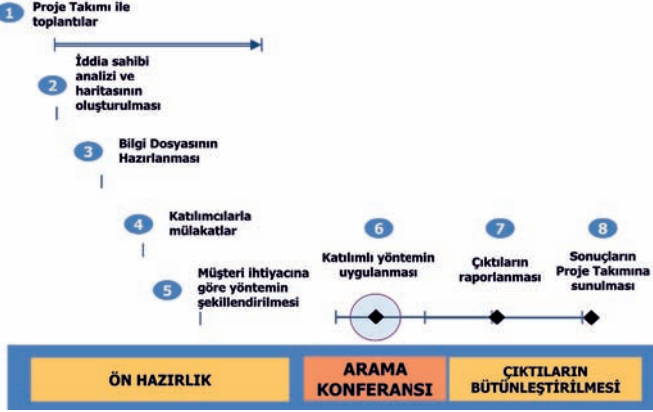 1 Proje Takımı ile
toplantılar
2 İddia sahibi
analizi ve
haritasının
oluşturulması
3 Bilgi Dosyasının
Hazırlanması
4 Katılımcılarla
mülakatlar
5 Müşteri ihtiyacına
göre yöntemin
şekillendirilmesi
6
Katılımlı yöntemin
uygulanması
7
Çıktıların
raporlanması
8
Sonuçların
Proje Takımına
sunulması
ÖN HAZIRLIK
ARAMA
KONFERANSI
ÇIKTILARIN
BÜTÜNLEŞTİRİLMESİ